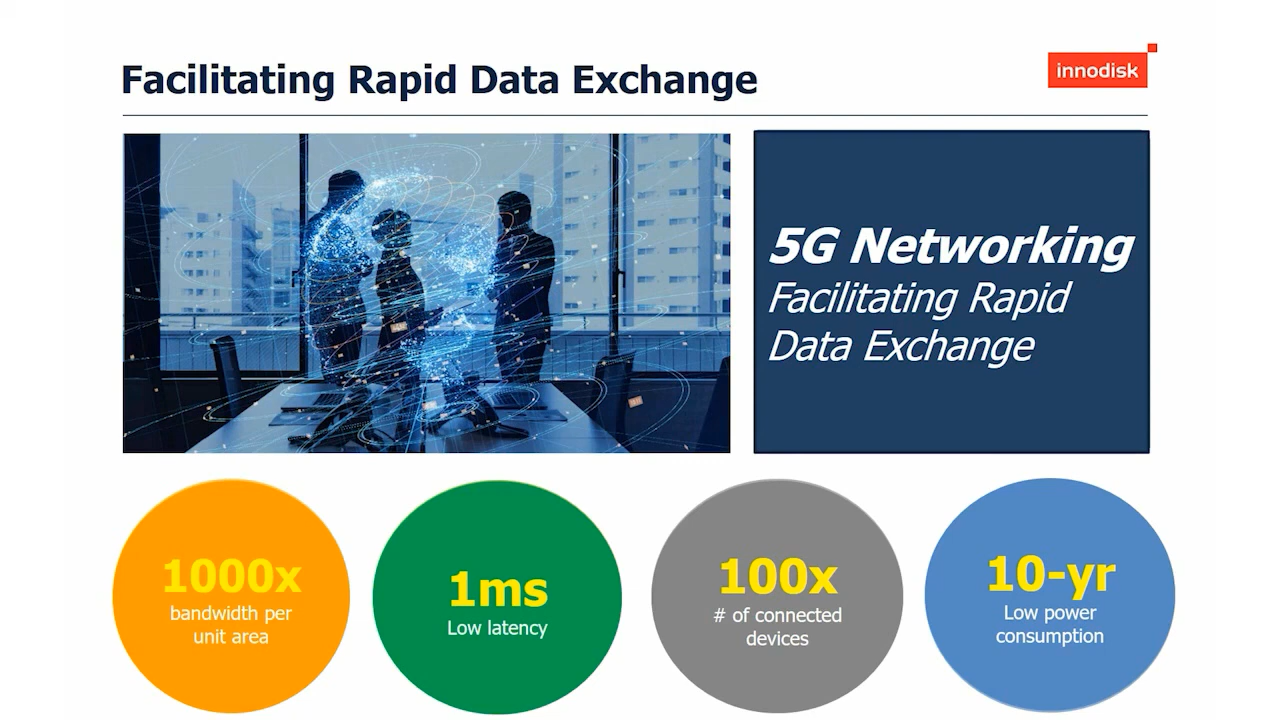 Facilitating Rapid Data Exchange
innodisk
5G Networking
Facilitating Rapid
Data Exchange
1000x
bandwidth per
unit area
1ms
Low latency
100x
# of connected
devices
10-yr
Low power
consumption